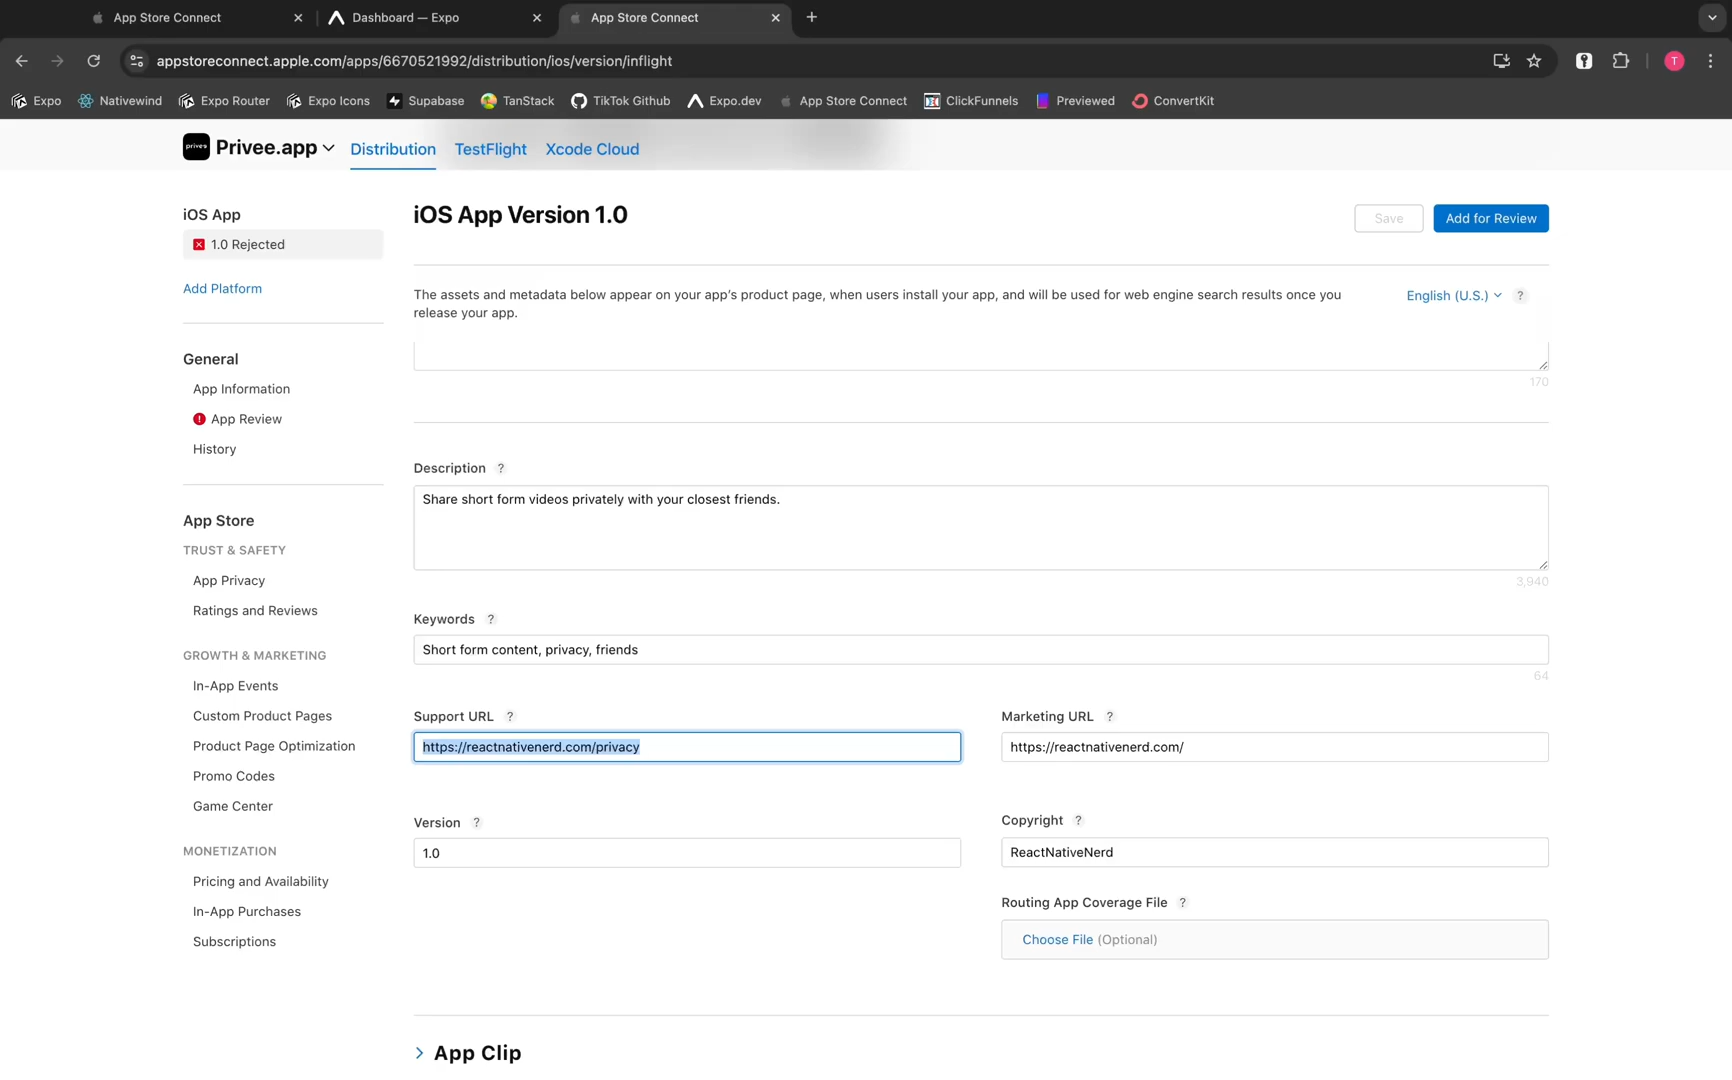 App Store Connect
Dashboard — Expo
App Store Connect
appstoreconnect.apple.com/apps/6670521992/distribution/ios/version/inflight
T
Expo
Nativewind
Expo Router
Expo Icons
Supabase
TanStack
TikTok Github
Expo.dev
App Store Connect
ClickFunnels
Previewed
ConvertKit
Privee.app
Distribution
TestFlight
Xcode Cloud
iOS App
1.0 Rejected
Add Platform
General
App Information
App Review
History
App Store
TRUST & SAFETY
App Privacy
Ratings and Reviews
GROWTH & MARKETING
In-App Events
Custom Product Pages
Product Page Optimization
Promo Codes
Game Center
MONETIZATION
Pricing and Availability
In-App Purchases
Subscriptions
iOS App Version 1.0
Save
Add for Review
The assets and metadata below appear on your app's product page, when users install your app, and will be used for web engine search results once you
release your app.
English (U.S.)
?
170
Description ?
Share short form videos privately with your closest friends.
3,940
Keywords ?
Short form content, privacy, friends
64
Support URL ?
https://reactnativenerd.com/privacy
Marketing URL ?
https://reactnativenerd.com/
Version ?
1.0
Copyright ?
ReactNativeNerd
Routing App Coverage File ?
Choose File (Optional)
App Clip